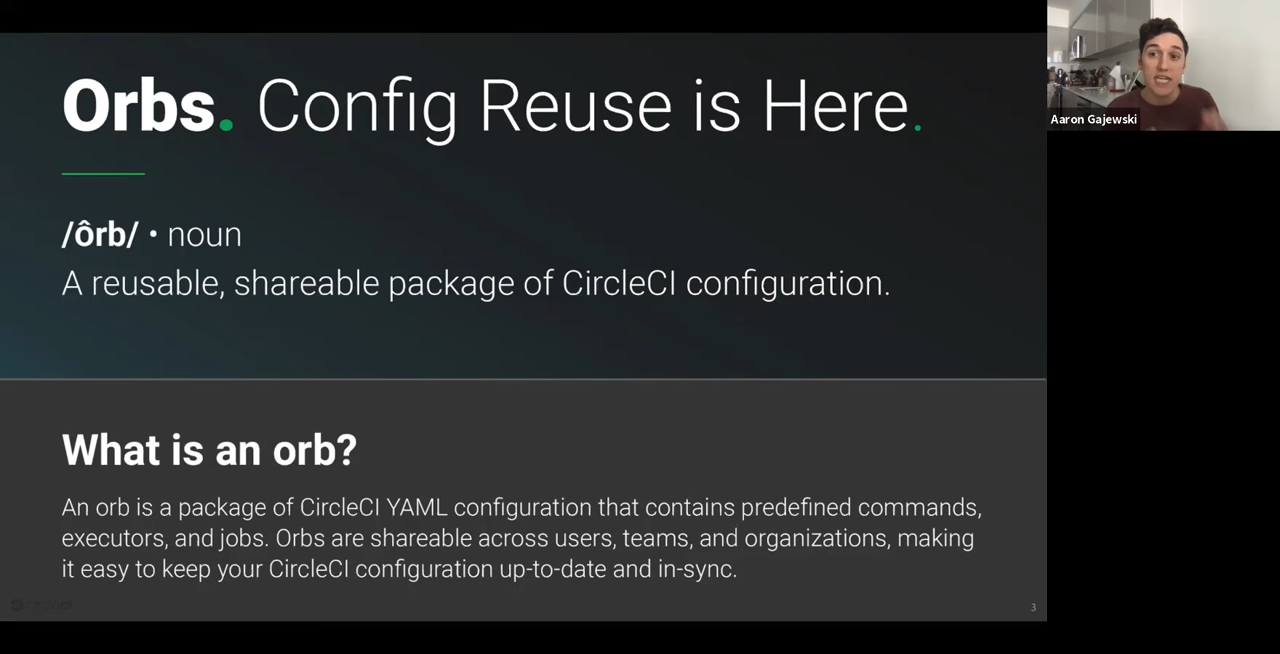 Orbs. Config Reuse is Here.
/ôrb/ • noun
A reusable, shareable package of CircleCI configuration.
What is an orb?
An orb is a package of CircleCI YAML configuration that contains predefined commands,
executors, and jobs. Orbs are shareable across users, teams, and organizations, making
it easy to keep your CircleCI configuration up-to-date and in-sync.
3
Aaron Gajewski